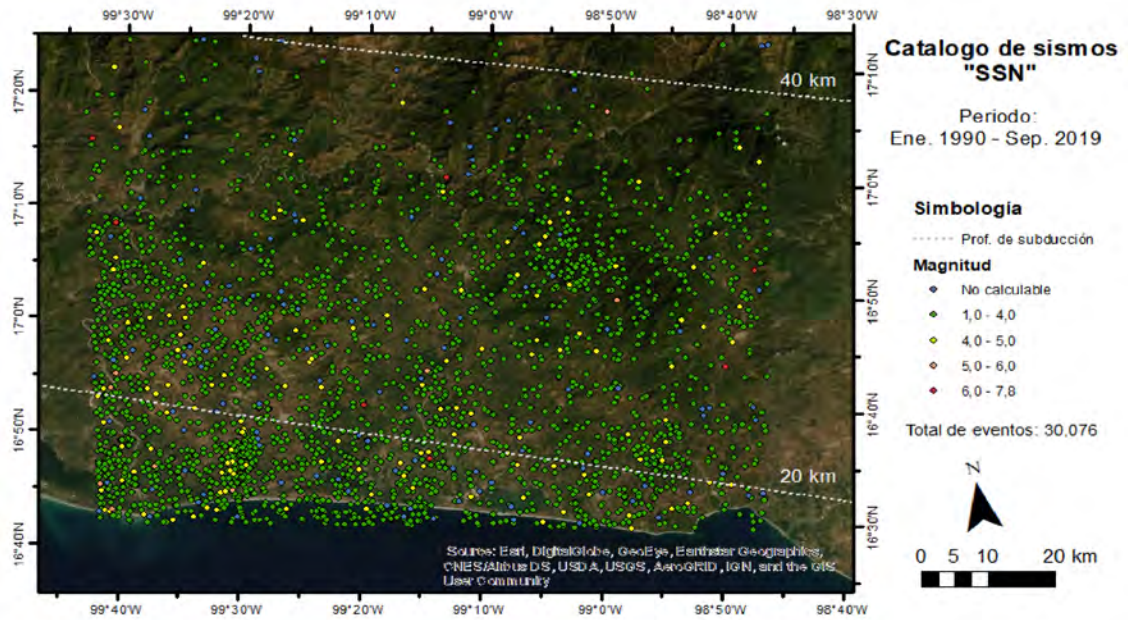 99°30'W 99°20'W 99°10'W 99°0'W 98°50'W 98°40'W 98°30'W
17°20'N
17°10'N
17°0'N
16°50'N
16°40'N
40 km
20 km
17°10'N
17°0'N
16°50'N
16°40'N
16°30'N
Source: Esri, DigitalGlobe, GeoEye, Earthstar Geographics,
CNES/Airbus DS, USDA, USGS, AeroGRID, IGN, and the GIS
User Community
99°40'W 99°30'W 99°20'W 99°10'W 99°0'W 98°50'W 98°40'W
Catalogo de sismos
"SSN"
Periodo:
Ene. 1990 - Sep. 2019
Simbología
Prof. de subducción
Magnitud
No calculable
1,0 - 4,0
4,0 - 5,0
5,0 - 6,0
6,0 - 7,8
Total de eventos: 30,076
N
0 5 10 20 km